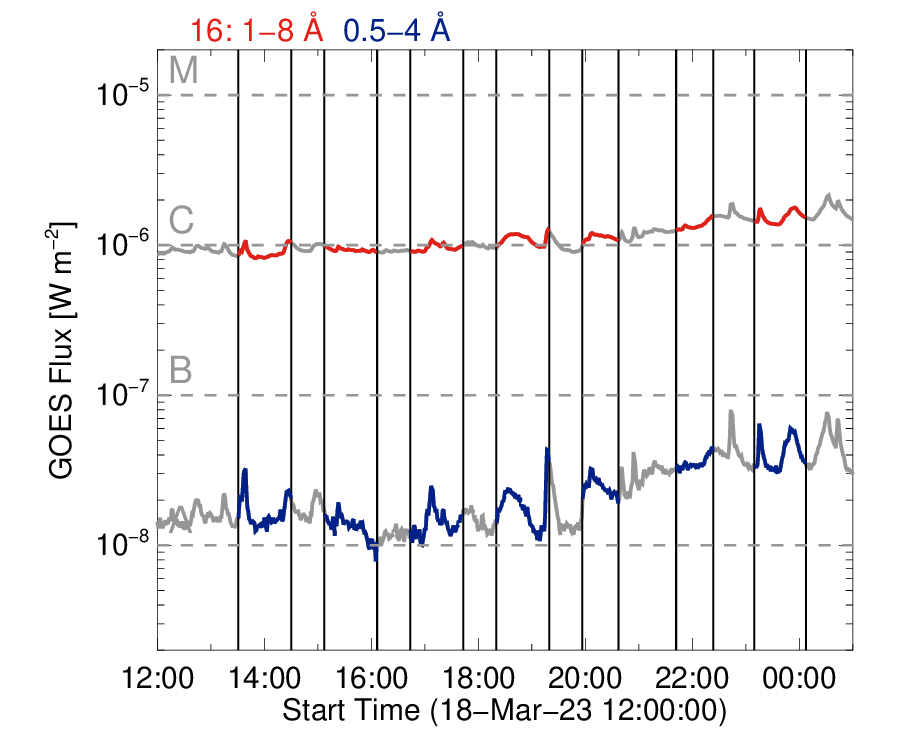 16: 1−8 Å 0.5−4 Å
M
10⁻⁵
C
10⁻⁶
B
10⁻⁷
10⁻⁸
GOES Flux [W m⁻²]
12:00 14:00 16:00 18:00 20:00 22:00 00:00
Start Time (18−Mar−23 12:00:00)